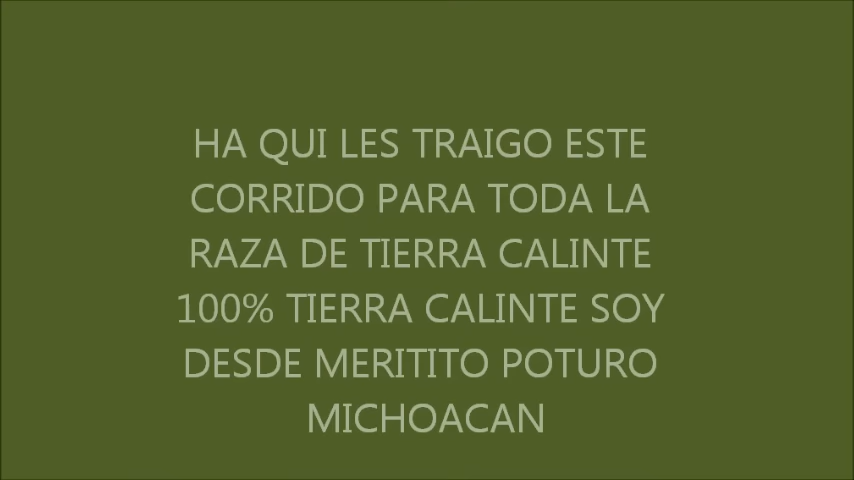 HA QUI LES TRAIGO ESTE
CORRIDO PARA TODA LA
RAZA DE TIERRA CALINTE
100% TIERRA CALINTE SOY
DESDE MERITITO POTURO
MICHOACAN